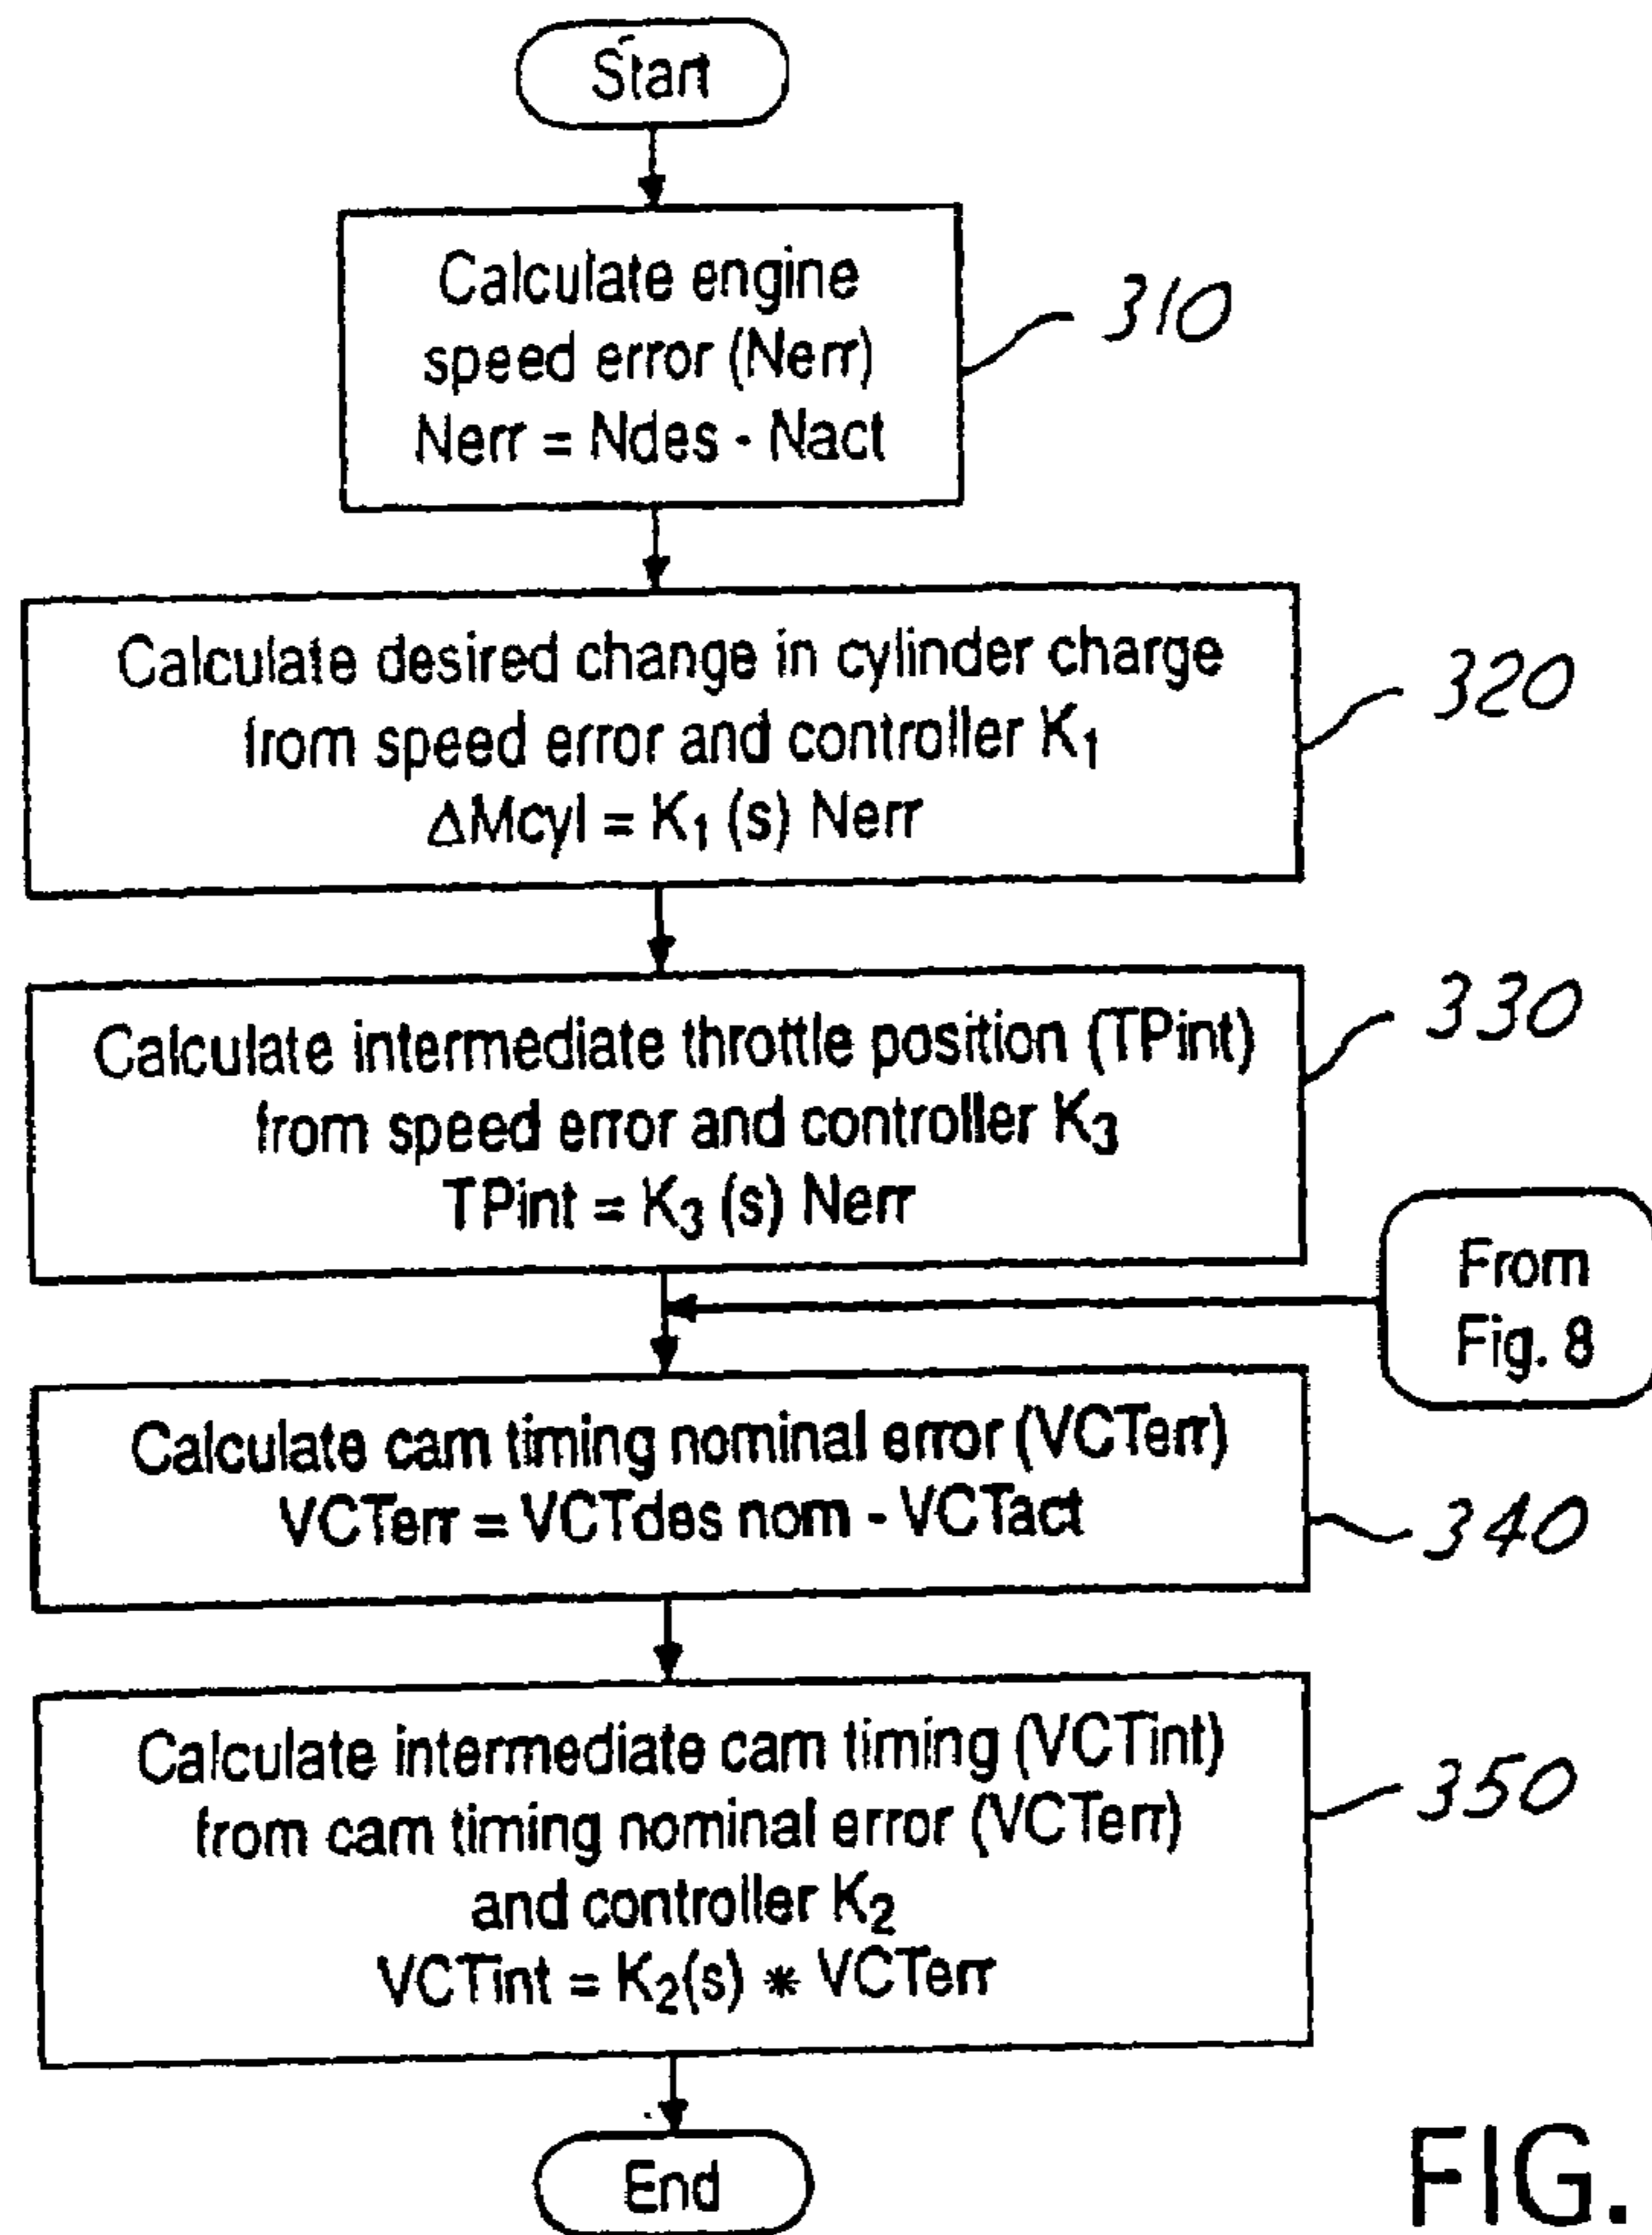 Start
Calculate engine
speed error (Nerr)
Nerr = Ndes - Nact
310
Calculate desired change in cylinder charge
from speed error and controller K₁
ΔMcyl = K₁ (s) Nerr
320
Calculate intermediate throttle position (TPint)
from speed error and controller K₃
TPint = K₃ (s) Nerr
330
From
Fig. 8
Calculate cam timing nominal error (VCTerr)
VCTerr = VCTdes nom - VCTact
340
Calculate intermediate cam timing (VCTint)
from cam timing nominal error (VCTerr)
and controller K₂
VCTint = K₂(s) * VCTerr
350
End
FIG.